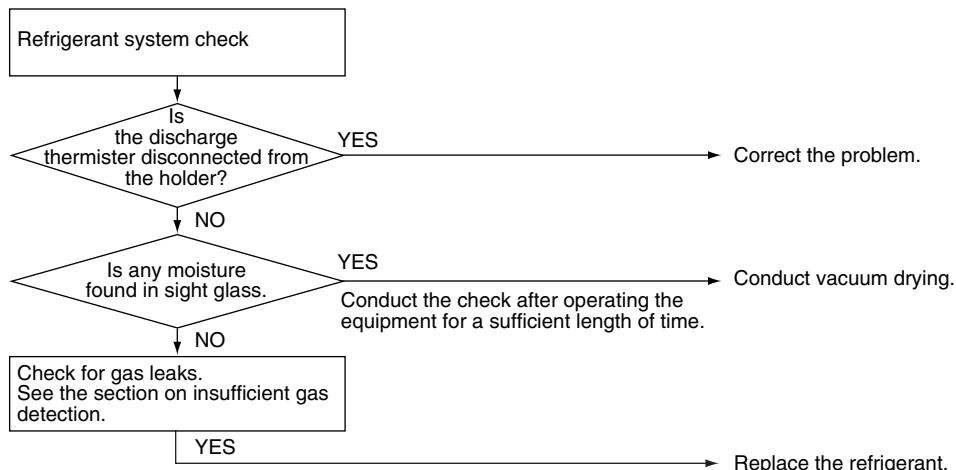 Refrigerant system check
Is
the discharge
thermister disconnected from
the holder?
YES
Correct the problem.
NO
Is any moisture
found in sight glass.
YES
Conduct the check after operating the
equipment for a sufficient length of time.
Conduct vacuum drying.
NO
Check for gas leaks.
See the section on insufficient gas
detection.
YES
Replace the refrigerant.